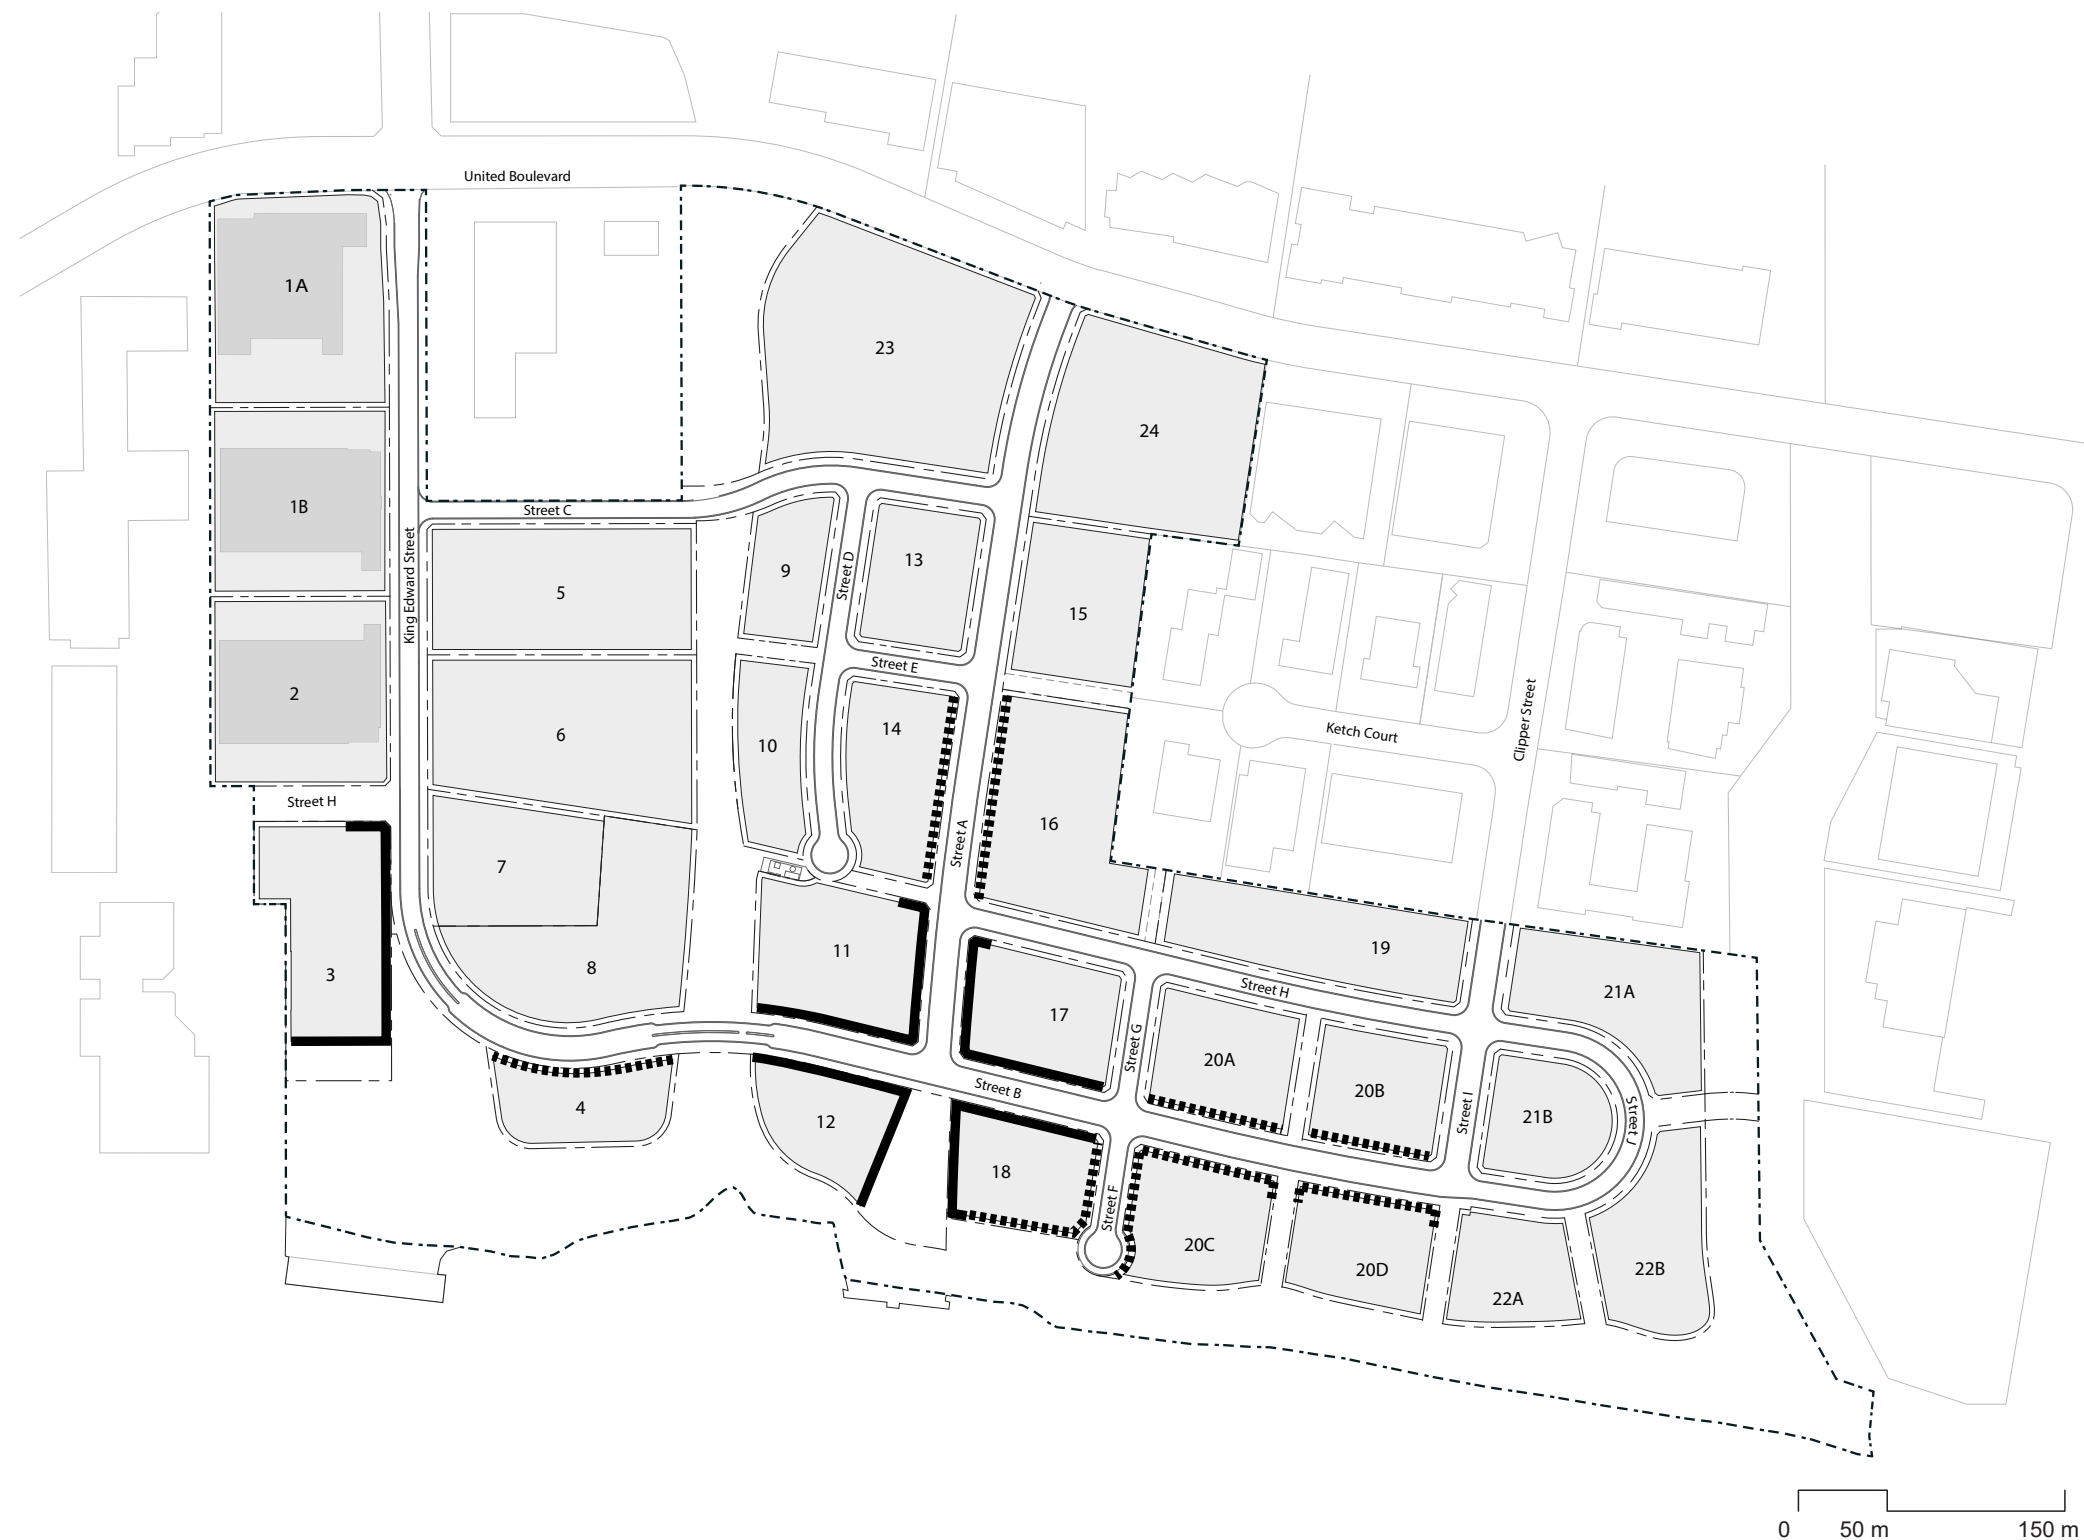 United Boulevard
1A
23
24
1B
Street C
King Edward Street
5
9
Street D
13
15
Street E
2
6
10
14
Street H
7
Street A
16
Ketch Court
Clipper Street
3
8
11
17
Street H
19
21A
4
12
Street B
Street G
20A
20B
Street I
21B
Street J
18
Street F
20C
20D
22A
22B
0 50 m 150 m